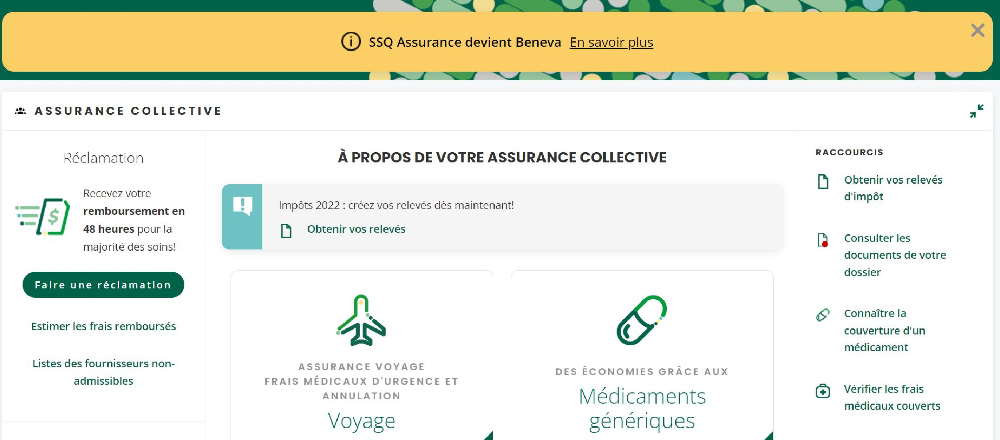 SSQ Assurance devient Beneva En savoir plus
ASSURANCE COLLECTIVE
Réclamation
Recevez votre
remboursement en
48 heures pour la
majorité des soins!
Faire une réclamation
Estimer les frais remboursés
Listes des fournisseurs non-
admissibles
À PROPOS DE VOTRE ASSURANCE COLLECTIVE
Impôts 2022 : créez vos relevés dès maintenant!
Obtenir vos relevés
ASSURANCE VOYAGE
FRAIS MÉDICAUX D'URGENCE ET
ANNULATION
Voyage
DES ÉCONOMIES GRÂCE AUX
Médicaments
génériques
RACCOURCIS
Obtenir vos relevés
d'impôt
Consulter les
documents de votre
dossier
Connaître la
couverture d'un
médicament
Vérifier les frais
médicaux couverts